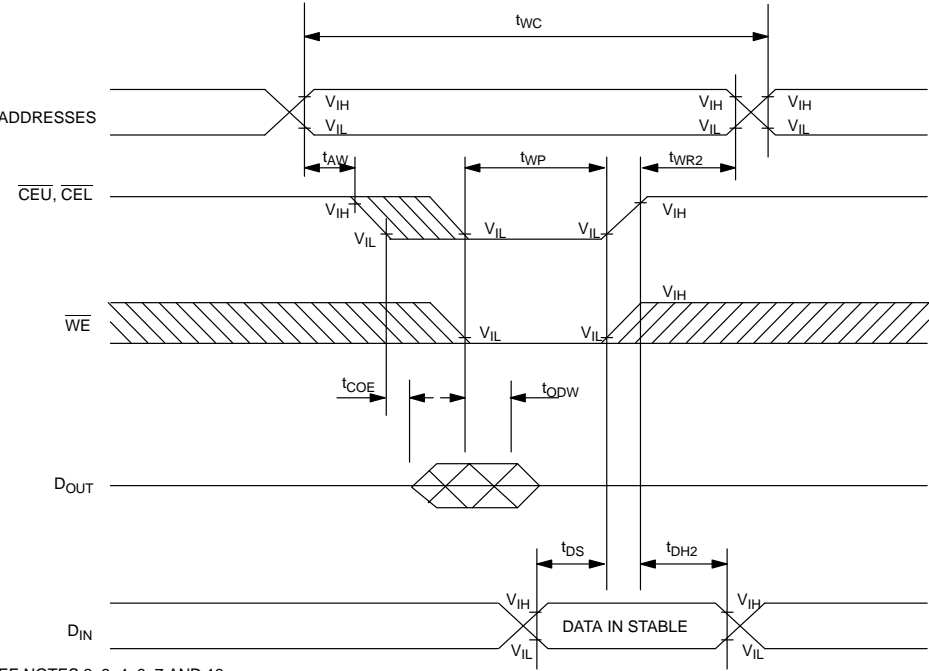 tWC
ADDRESSES
VIH
VIL
VIH
VIL
VIH
VIL
tAW
tWP
tWR2
CEU, CEL
VIH
VIL
VIL
VIL
VIH
WE
VIL
VIL
VIH
tCOE
tODW
DOUT
tDS
tDH2
DIN
VIH
VIL
DATA IN STABLE
VIH
VIL